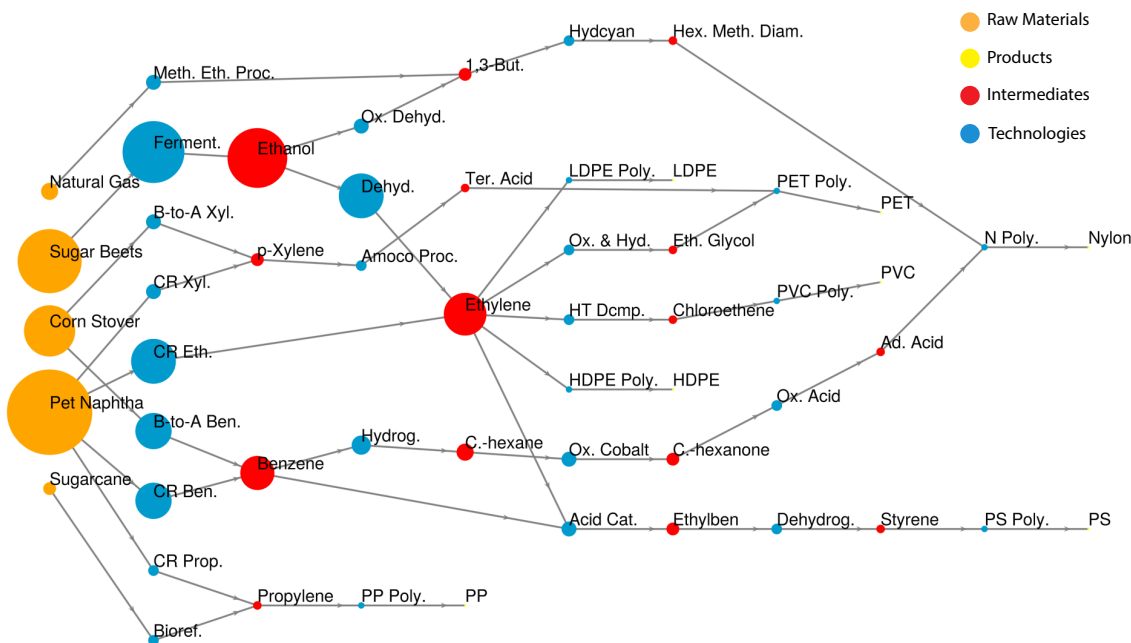 Raw Materials
Products
Intermediates
Technologies
Hydcyan
Hex. Meth. Diam.
Meth. Eth. Proc.
1,3-But.
Ox. Dehyd.
Ferment.
Ethanol
Natural Gas
Dehyd.
Ter. Acid
LDPE Poly.
LDPE
PET Poly.
PET
B-to-A Xyl.
Sugar Beets
p-Xylene
Amoco Proc.
Ox. & Hyd.
Eth. Glycol
N Poly.
Nylon
CR Xyl.
PVC Poly.
PVC
Corn Stover
Ethylene
HT Dcmp.
Chloroethene
CR Eth.
Ad. Acid
Pet Naphtha
HDPE Poly.
HDPE
Ox. Acid
B-to-A Ben.
Hydrog.
C.-hexane
Ox. Cobalt
C.-hexanone
Benzene
Sugarcane
CR Ben.
Acid Cat.
Ethylben
Dehydrog.
Styrene
PS Poly.
PS
CR Prop.
Propylene
PP Poly.
PP
Bioref.